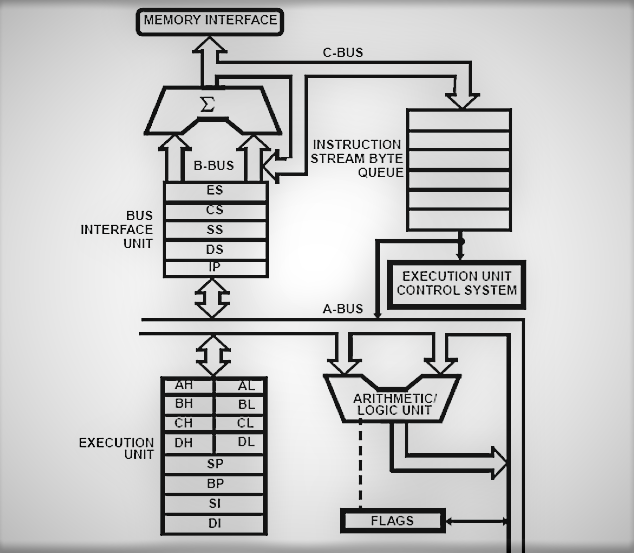 MEMORY INTERFACE
C-BUS
Σ
INSTRUCTION
STREAM BYTE
QUEUE
B-BUS
ES
CS
SS
DS
IP
BUS
INTERFACE
UNIT
EXECUTION UNIT
CONTROL SYSTEM
A-BUS
AH AL
BH BL
CH CL
DH DL
SP
BP
SI
DI
EXECUTION
UNIT
ARITHMETIC/
LOGIC UNIT
FLAGS